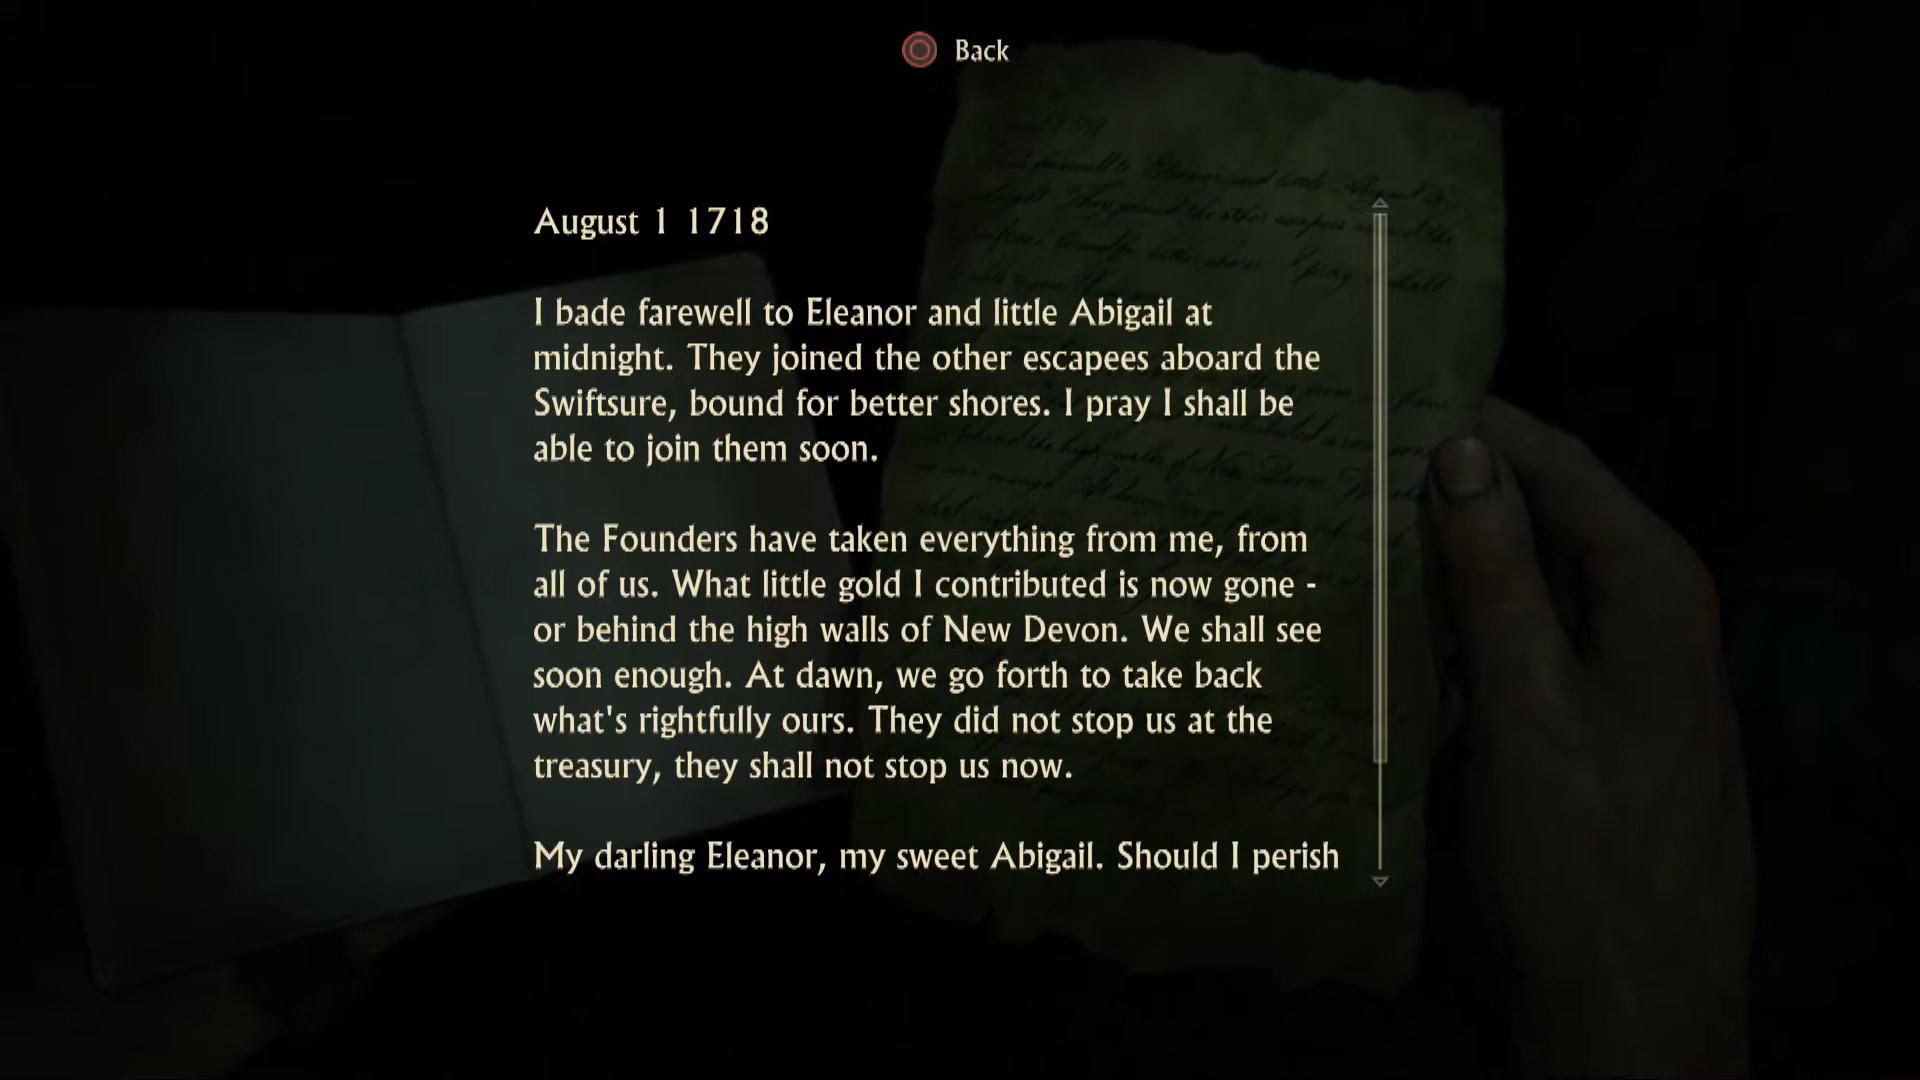 Back
August 1 1718
I bade farewell to Eleanor and little Abigail at
midnight. They joined the other escapees aboard the
Swiftsure, bound for better shores. I pray I shall be
able to join them soon.
The Founders have taken everything from me, from
all of us. What little gold I contributed is now gone -
or behind the high walls of New Devon. We shall see
soon enough. At dawn, we go forth to take back
what's rightfully ours. They did not stop us at the
treasury, they shall not stop us now.
My darling Eleanor, my sweet Abigail. Should I perish